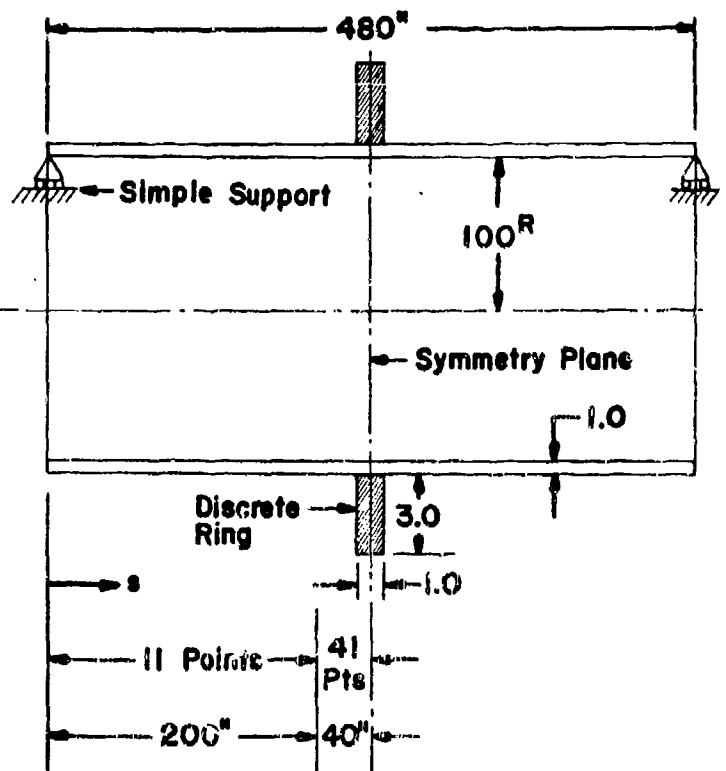 480"
Simple Support
100R
Symmetry Plane
1.0
Discrete
Ring
3.0
s
1.0
11 Points
41
Pts
200"
40"